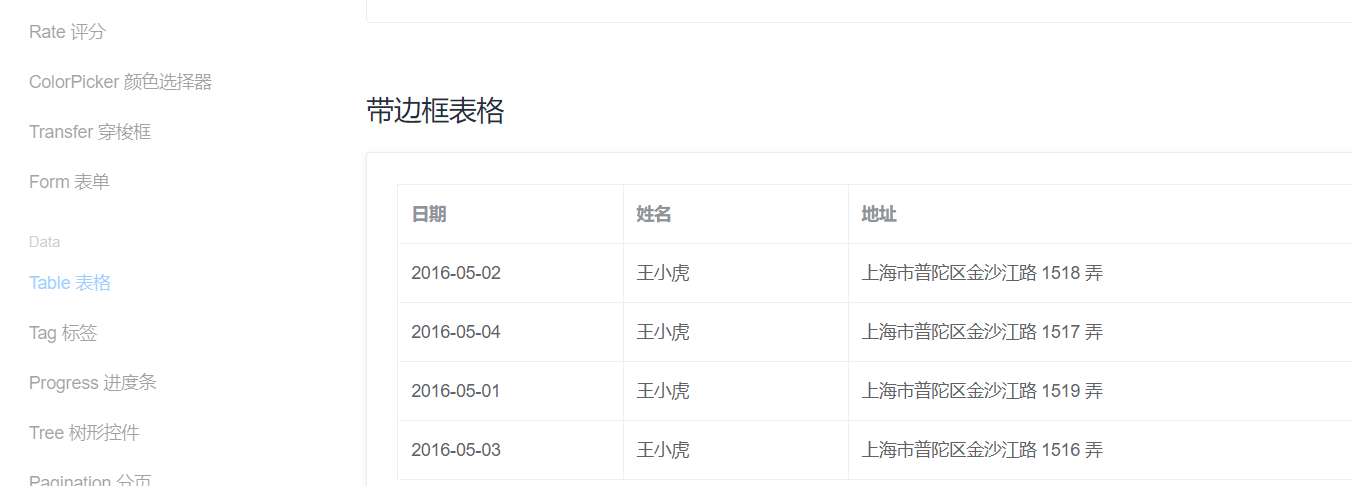 Rate 评分
ColorPicker 颜色选择器
Transfer 穿梭框
Form 表单
Data
Table 表格
Tag 标签
Progress 进度条
Tree 树形控件
Pagination 分页
带边框表格
日期 姓名 地址
2016-05-02 王小虎 上海市普陀区金沙江路 1518 弄
2016-05-04 王小虎 上海市普陀区金沙江路 1517 弄
2016-05-01 王小虎 上海市普陀区金沙江路 1519 弄
2016-05-03 王小虎 上海市普陀区金沙江路 1516 弄